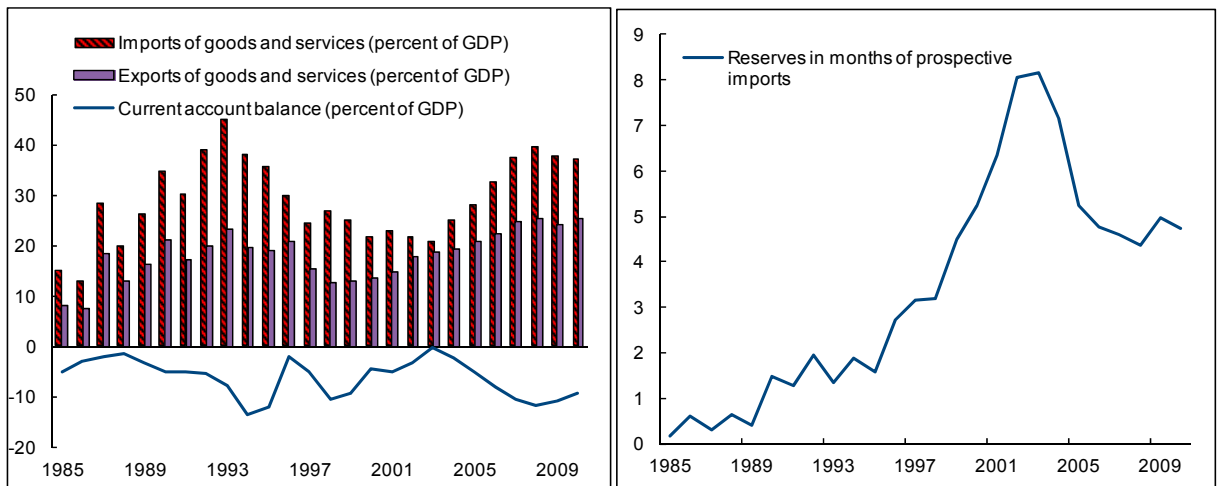 Imports of goods and services (percent of GDP)
Exports of goods and services (percent of GDP)
Current account balance (percent of GDP)
50
40
30
20
10
0
-10
-20
1985 1989 1993 1997 2001 2005 2009
9
8
7
6
5
4
3
2
1
0
Reserves in months of prospective
imports
1985 1989 1993 1997 2001 2005 2009